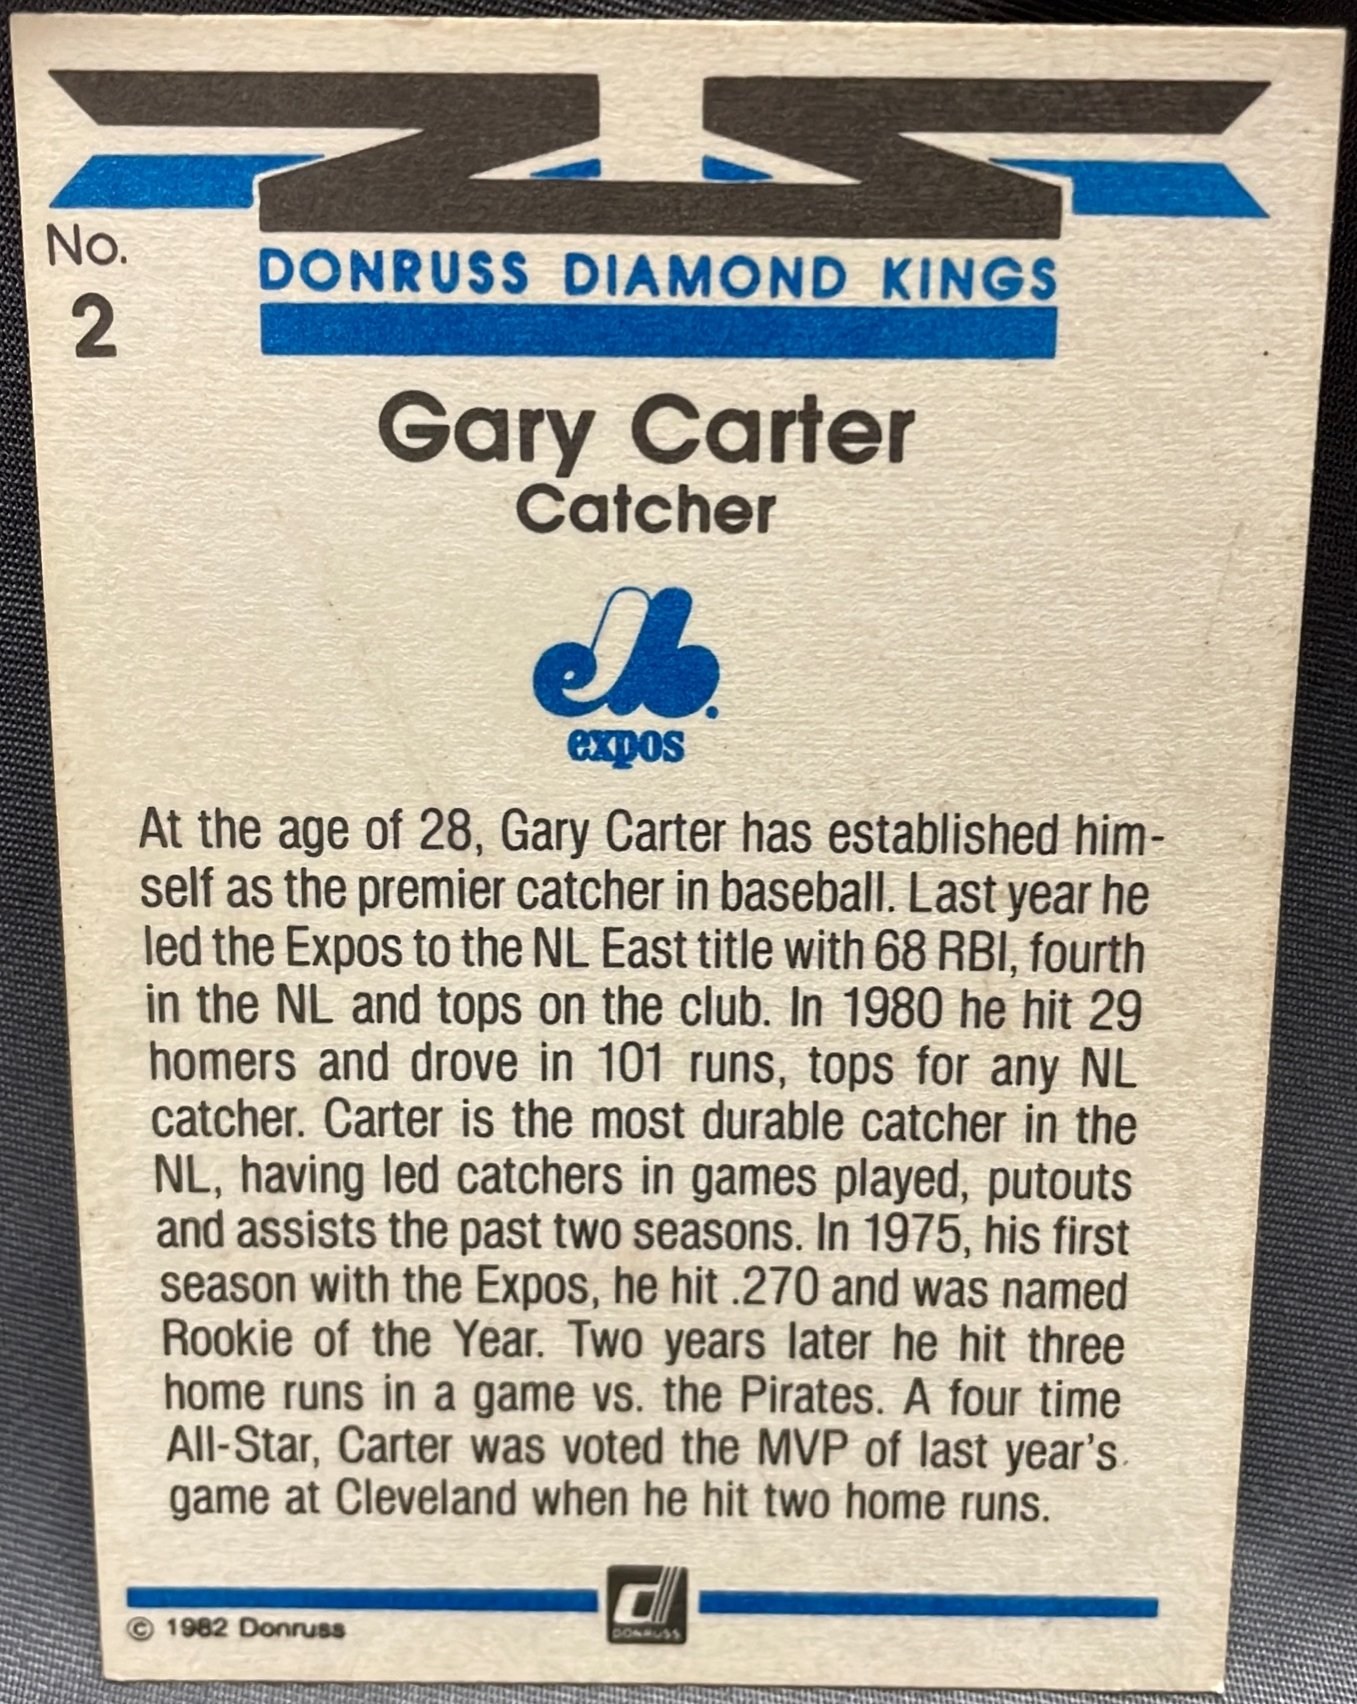 No.
2
DONRUSS DIAMOND KINGS
Gary Carter
Catcher
expos
At the age of 28, Gary Carter has established him-
self as the premier catcher in baseball. Last year he
led the Expos to the NL East title with 68 RBI, fourth
in the NL and tops on the club. In 1980 he hit 29
homers and drove in 101 runs, tops for any NL
catcher. Carter is the most durable catcher in the
NL, having led catchers in games played, putouts
and assists the past two seasons. In 1975, his first
season with the Expos, he hit .270 and was named
Rookie of the Year. Two years later he hit three
home runs in a game vs. the Pirates. A four time
All-Star, Carter was voted the MVP of last year's
game at Cleveland when he hit two home runs.
© 1982 Donruss
DONRUSS